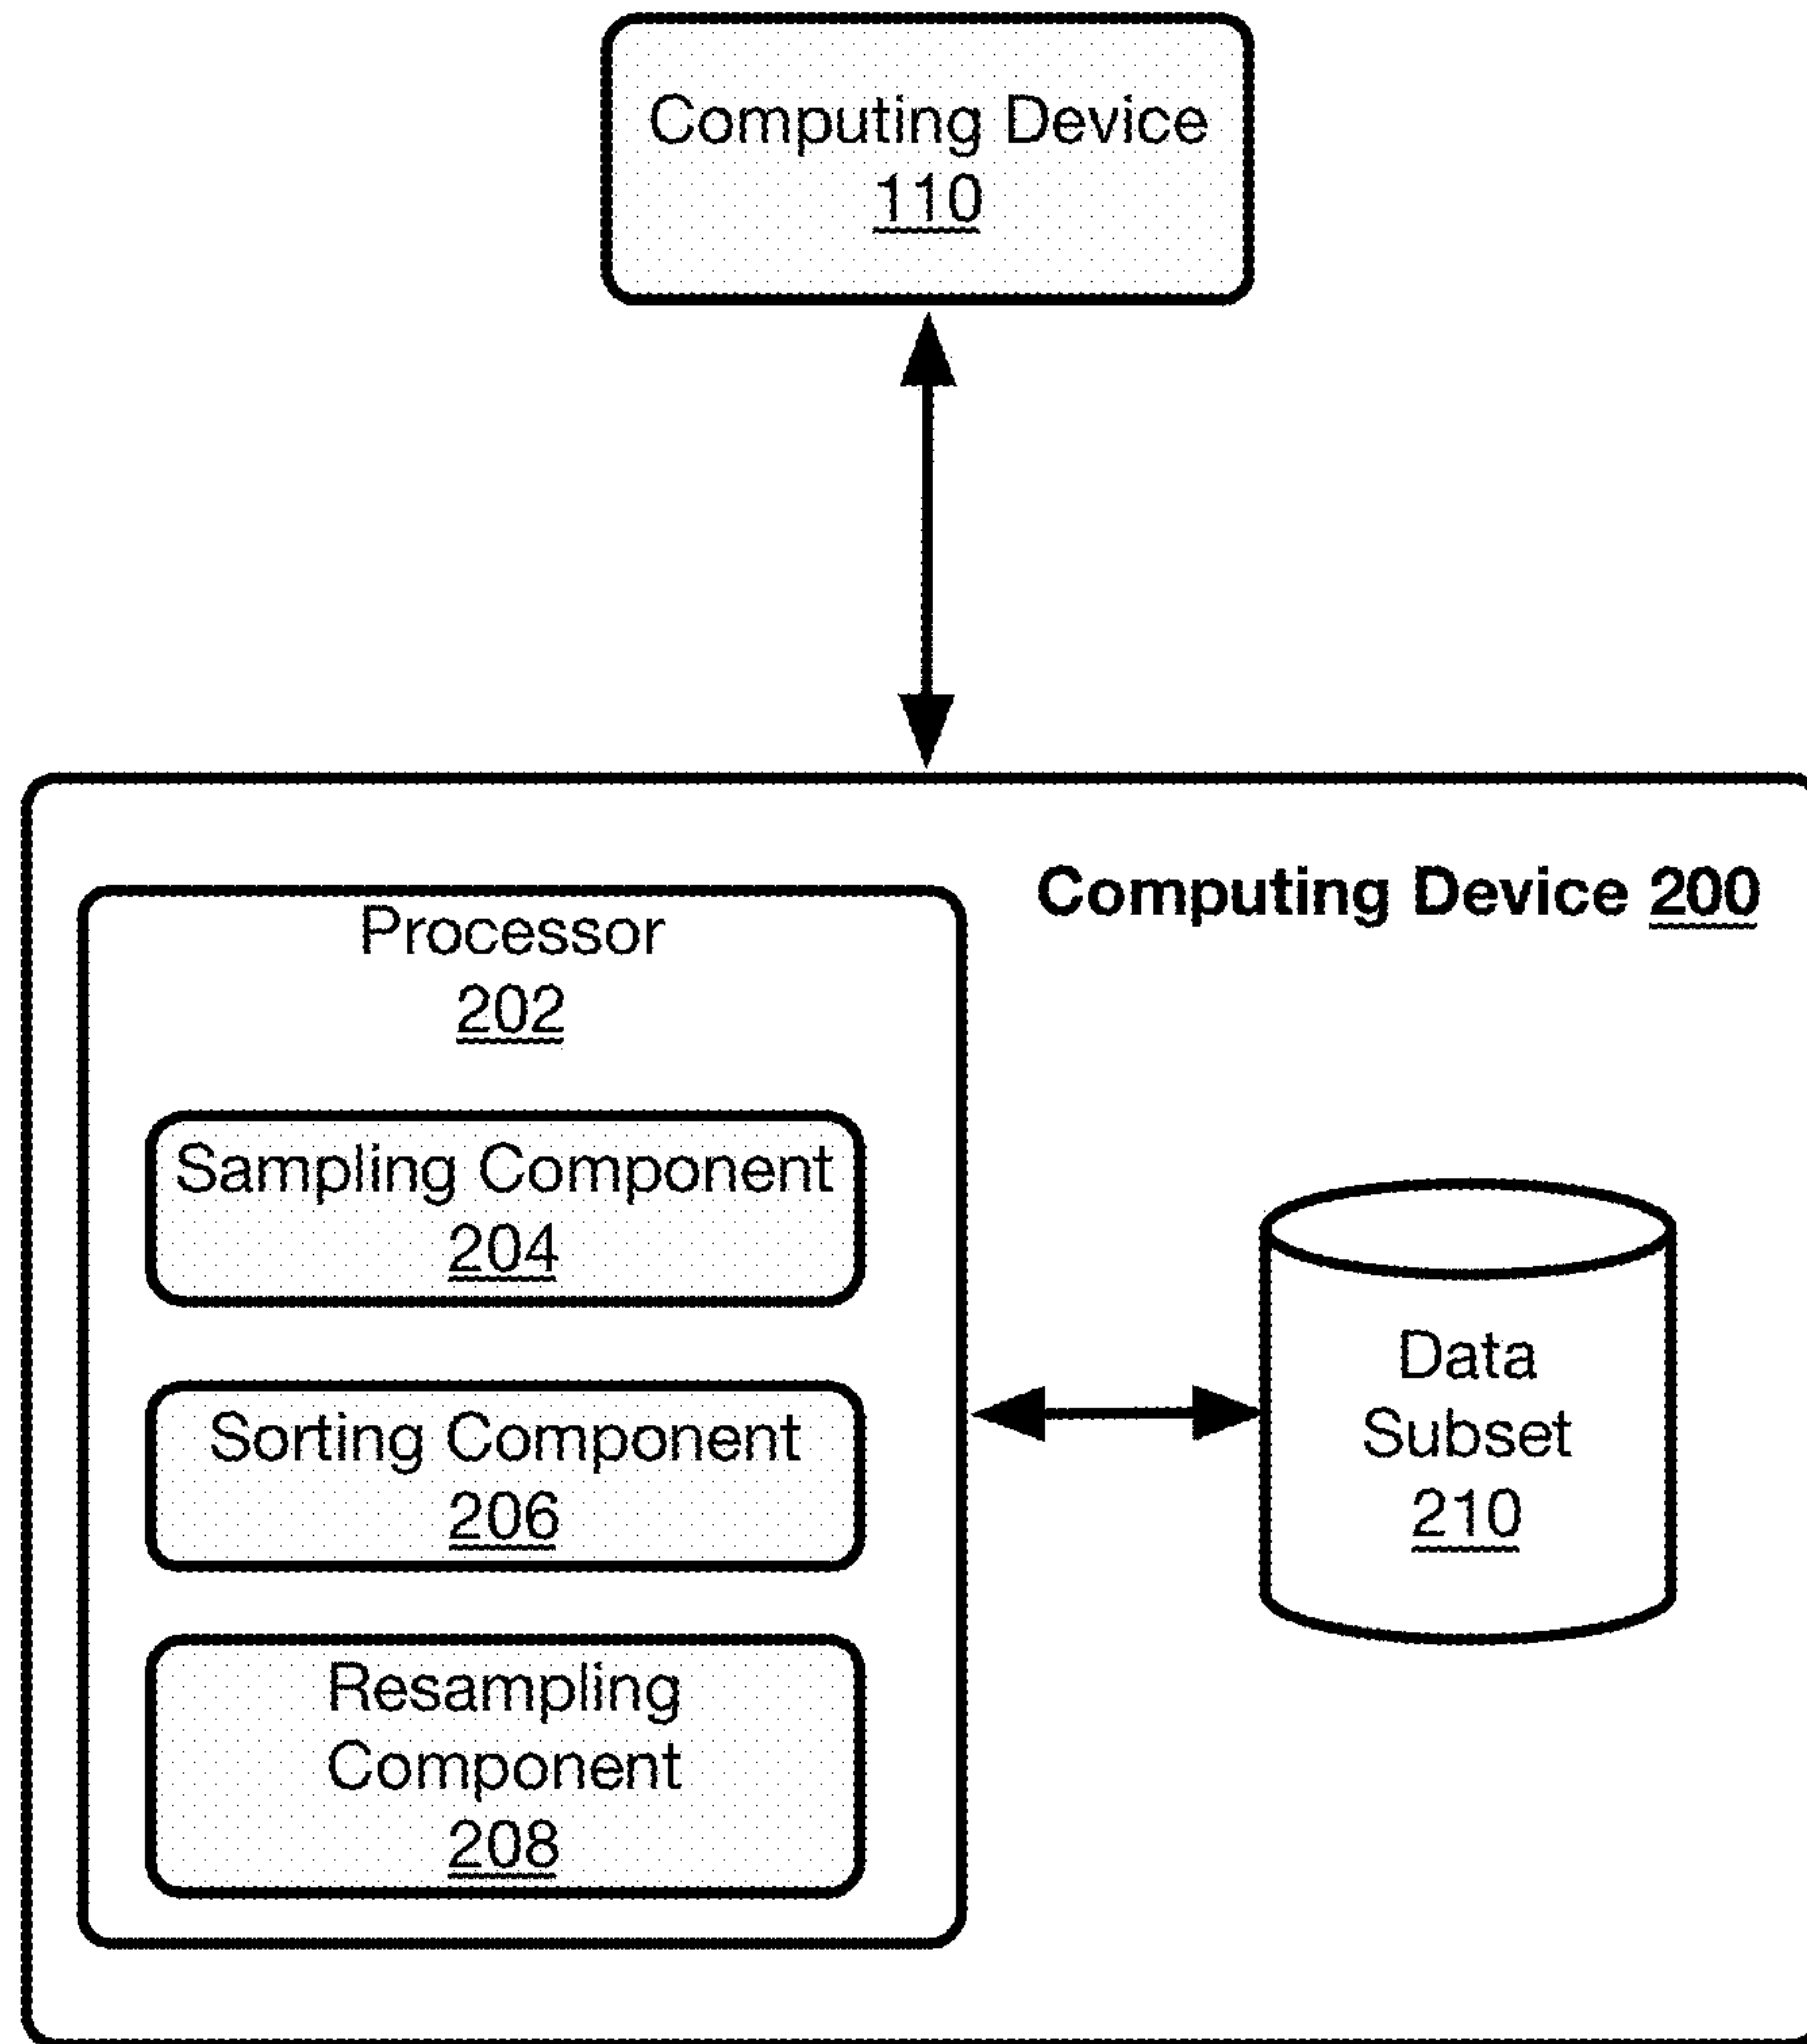 Computing Device
110
Computing Device 200
Processor
202
Sampling Component
204
Sorting Component
206
Resampling
Component
208
Data
Subset
210